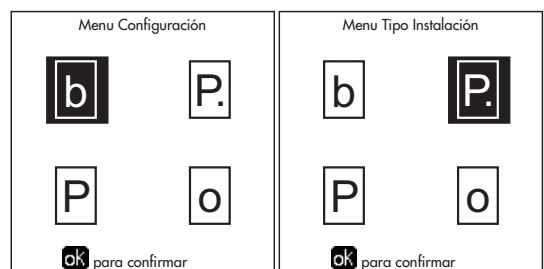 Menu Configuración
b P.
P o
ok para confirmar
Menu Tipo Instalación
b P.
P o
ok para confirmar